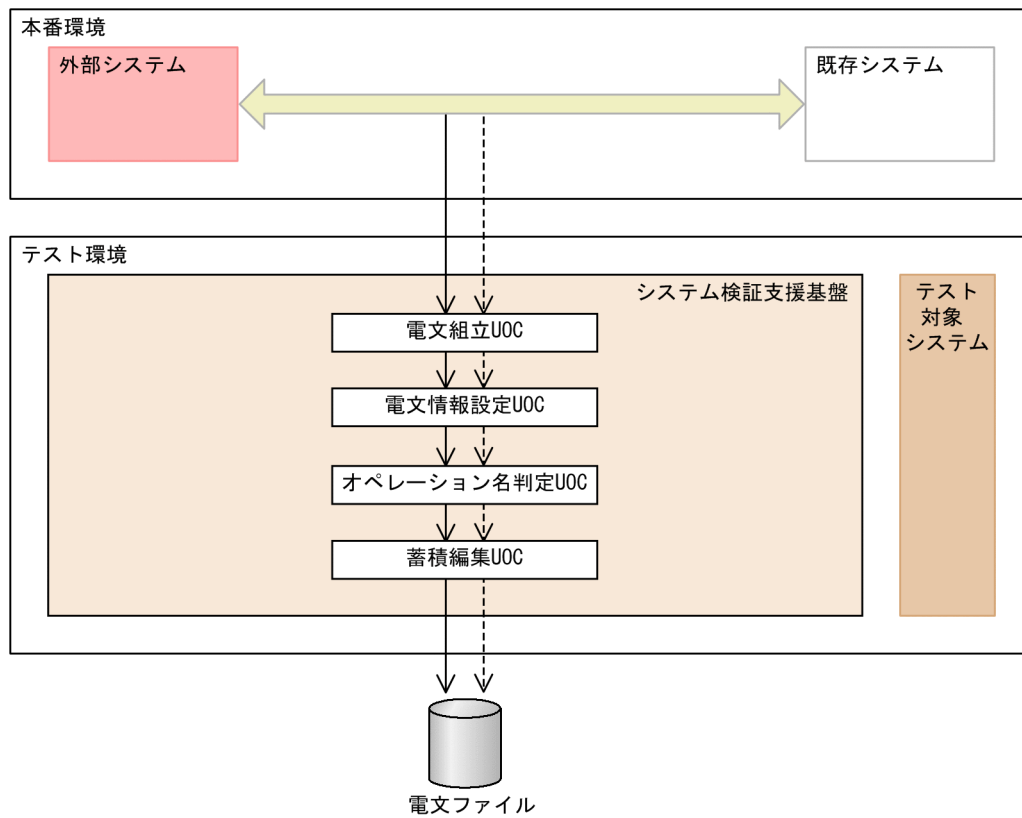 本番環境
外部システム
既存システム
テスト環境
システム検証支援基盤
テスト
対象
システム
電文組立UOC
電文情報設定UOC
オペレーション名判定UOC
蓄積編集UOC
電文ファイル